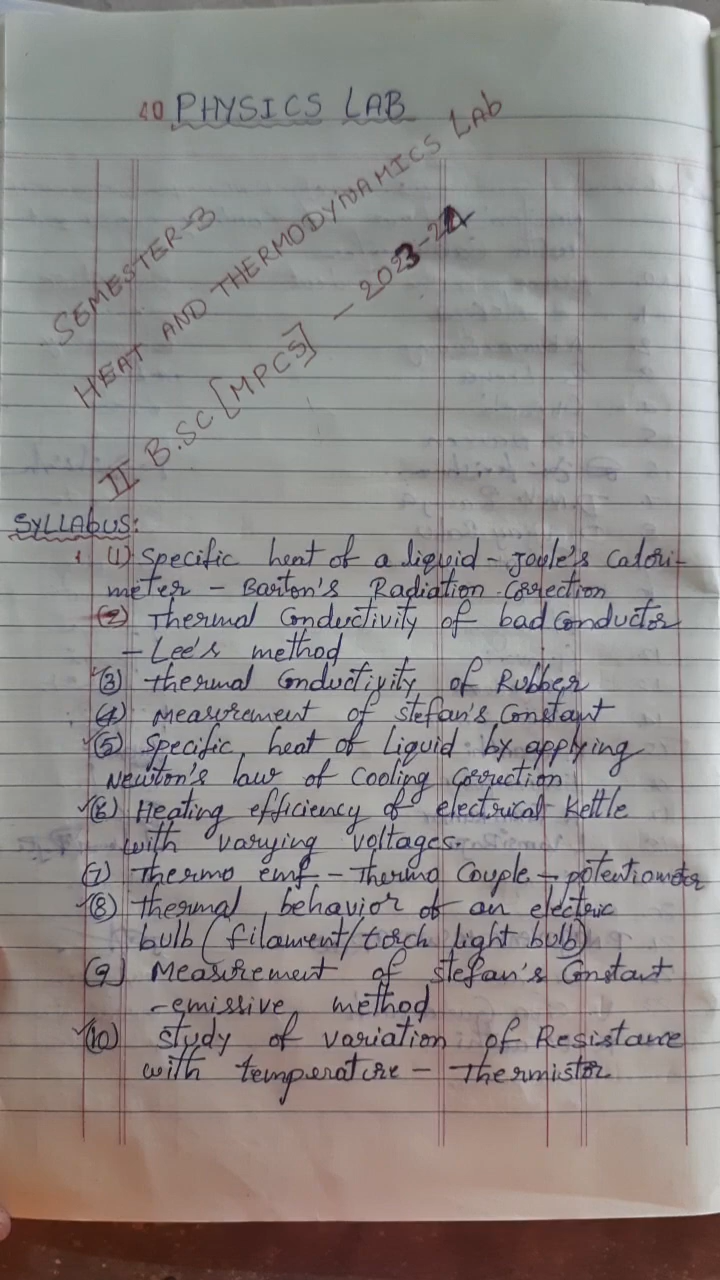 40 PHYSICS LAB
SEMESTER-3
HEAT AND THERMODYNAMICS LAb
II B.SC [MPCS] - 2023-24
SYLLAbUS:
(1) Specific heat of a liquid - Joule's Calori-
meter - Barton's Radiation Correction
(2) Thermal Conductivity of bad Conductor
- Lee's method
(3) thermal Conductivity of Rubber
(4) Measurement of Stefan's Constant
(5) Specific heat of Liquid by applying
Newton's law of Cooling Correction
(6) Heating efficiency of electrical Kettle
with varying voltages.
(7) Thermo emf - Thermo Couple - potentiometer
(8) thermal behavior of an electric
bulb (filament/torch light bulb)
(9) Measurement of Stefan's Constant
- emissive method
(10) Study of variation of Resistance
with temperature - Thermistor